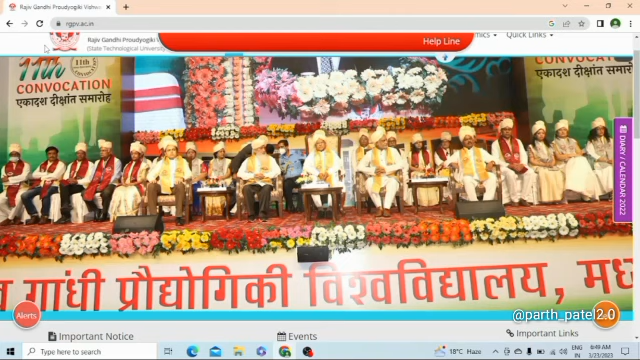 Rajiv Gandhi Proudyogiki Vishwa
rgpv.ac.in
Rajiv Gandhi Proudyogiki V
(State Technological University
Help Line
Quick Links
11th
CONVOCATION
एकादश दीक्षांत समारोह
CONVOCATION
एकादश दीक्षांत समारोह
DIARY / CALENDAR 2022
गांधी प्रौद्योगिकी विश्वविद्यालय, मध
Alerts
@parth_patel2.0
Important Notice
Events
Important Links
Type here to search
18°C Haze
ENG
IN
8:49 AM
3/23/2023